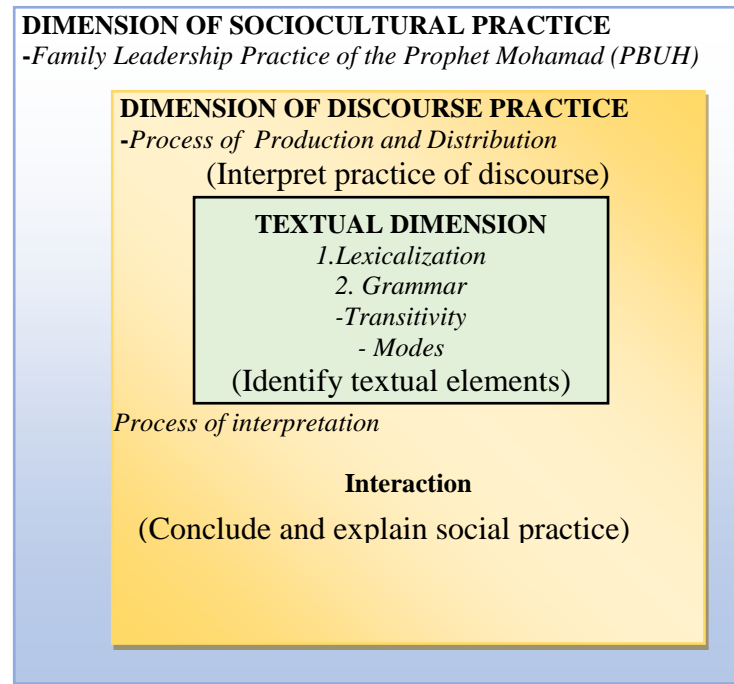 DIMENSION OF SOCIOCULTURAL PRACTICE
-Family Leadership Practice of the Prophet Mohamad (PBUH)
DIMENSION OF DISCOURSE PRACTICE
-Process of Production and Distribution
(Interpret practice of discourse)
TEXTUAL DIMENSION
1.Lexicalization
2. Grammar
-Transitivity
- Modes
(Identify textual elements)
Process of interpretation
Interaction
(Conclude and explain social practice)